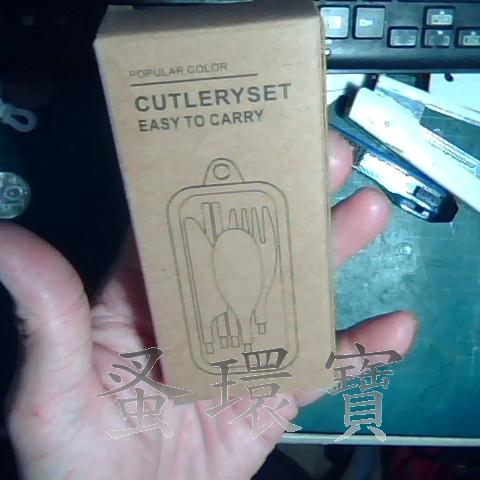 POPULAR COLOR
CUTLERYSET
EASY TO CARRY
蚤環寶